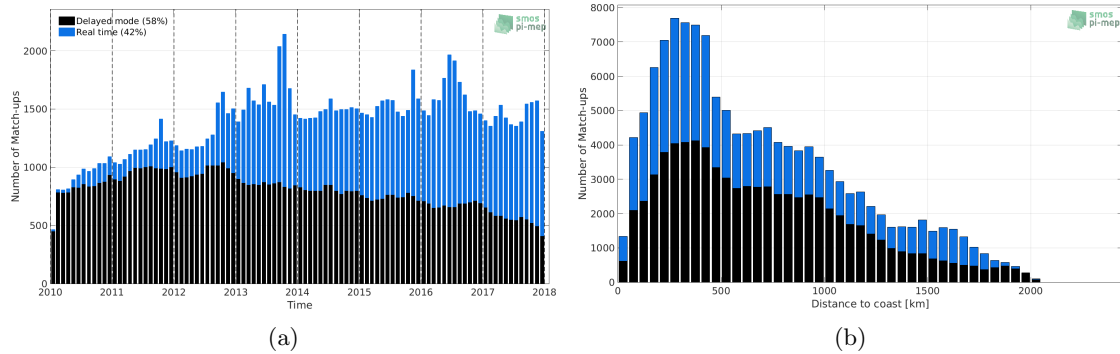 Delayed mode (58%)
Real time (42%)
smos
pi-mep
Number of Match-ups
2000
1500
1000
500
0
2010 2011 2012 2013 2014 2015 2016 2017 2018
Time
(a)
smos
pi-mep
Number of Match-ups
8000
7000
6000
5000
4000
3000
2000
1000
0
0 500 1000 1500 2000
Distance to coast [km]
(b)